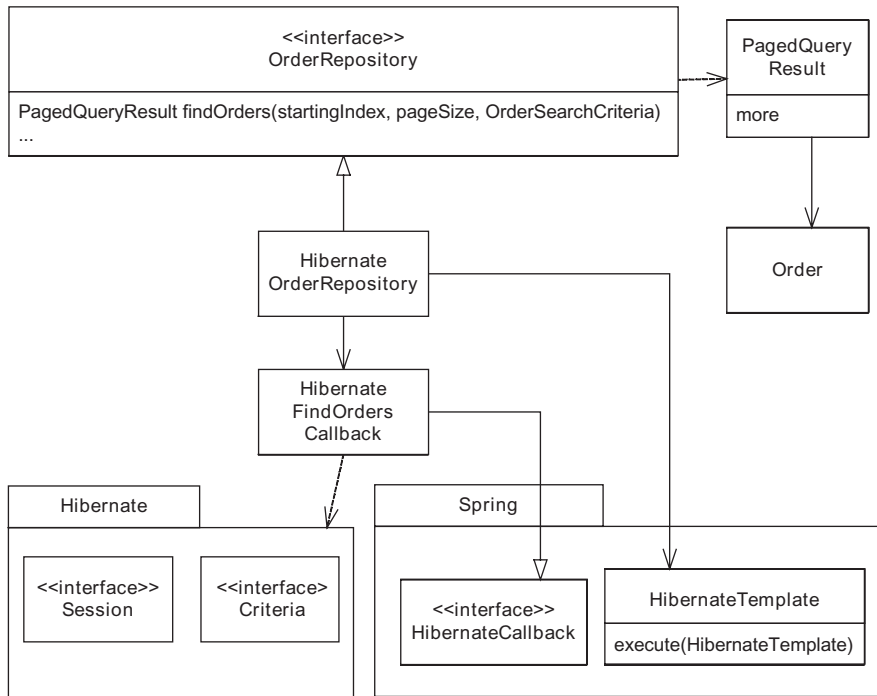 <<interface>>
OrderRepository
PagedQueryResult findOrders(startingIndex, pageSize, OrderSearchCriteria)
...
PagedQuery
Result
more
Order
Hibernate
OrderRepository
Hibernate
FindOrders
Callback
Hibernate
<<interface>>
Session
<<interface>
Criteria
Spring
<<interface>>
HibernateCallback
HibernateTemplate
execute(HibernateTemplate)